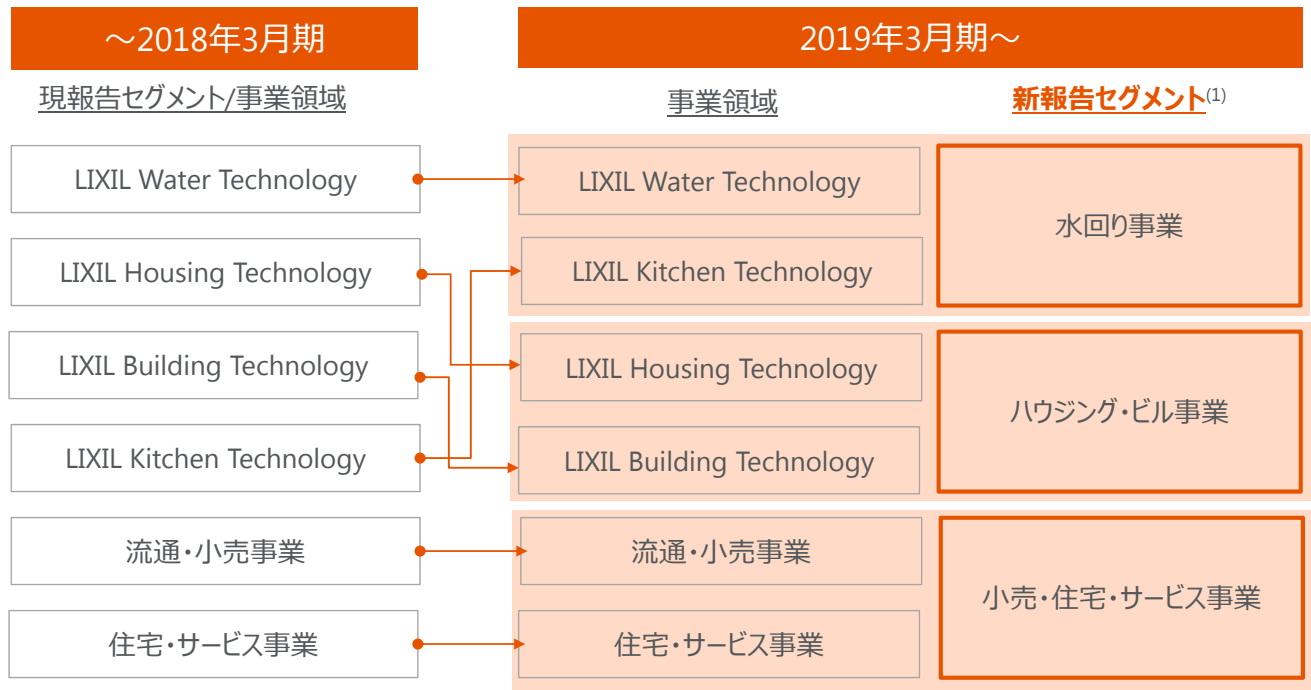 ～2018年3月期
2019年3月期～
現報告セグメント/事業領域
事業領域
新報告セグメント(1)
LIXIL Water Technology
LIXIL Housing Technology
LIXIL Building Technology
LIXIL Kitchen Technology
流通・小売事業
住宅・サービス事業
LIXIL Water Technology
LIXIL Kitchen Technology
LIXIL Housing Technology
LIXIL Building Technology
流通・小売事業
住宅・サービス事業
水回り事業
ハウジング・ビル事業
小売・住宅・サービス事業